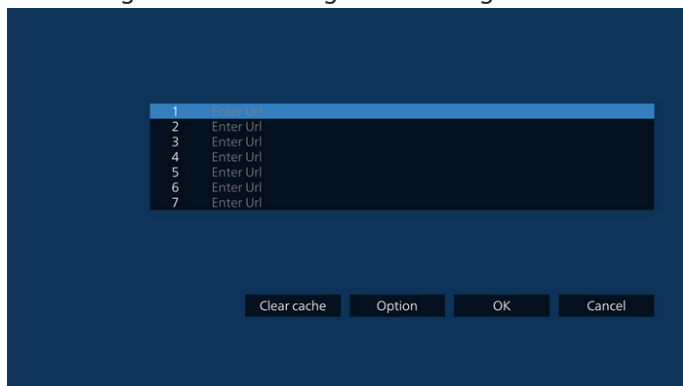 1 Enter Url
2 Enter Url
3 Enter Url
4 Enter Url
5 Enter Url
6 Enter Url
7 Enter Url
Clear cache Option OK Cancel